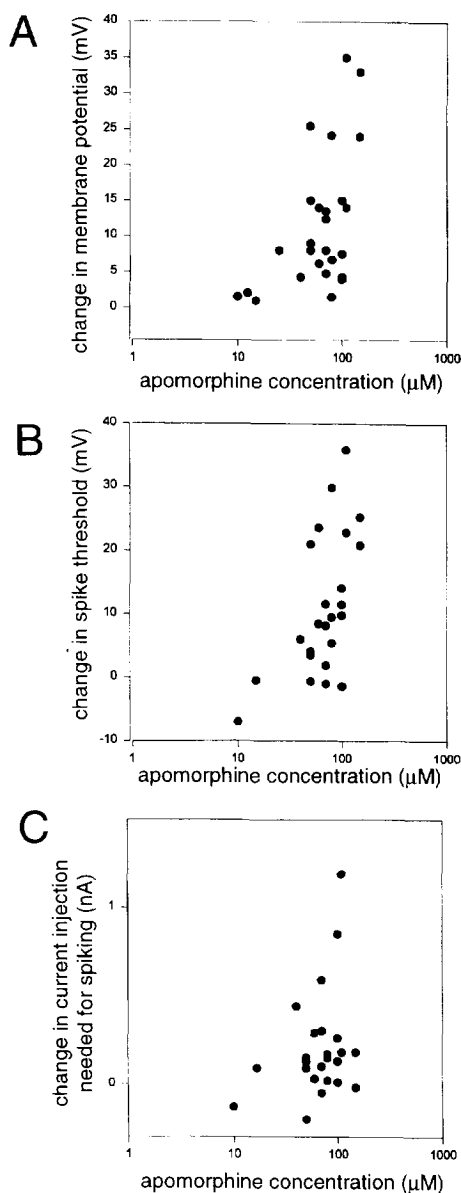 A
40
35
30
25
20
15
10
5
0
change in membrane potential (mV)
1 10 100 1000
apomorphine concentration (μM)
B
40
30
20
10
0
-10
change in spike threshold (mV)
1 10 100 1000
apomorphine concentration (μM)
C
1
0
change in current injection
needed for spiking (nA)
1 10 100 1000
apomorphine concentration (μM)